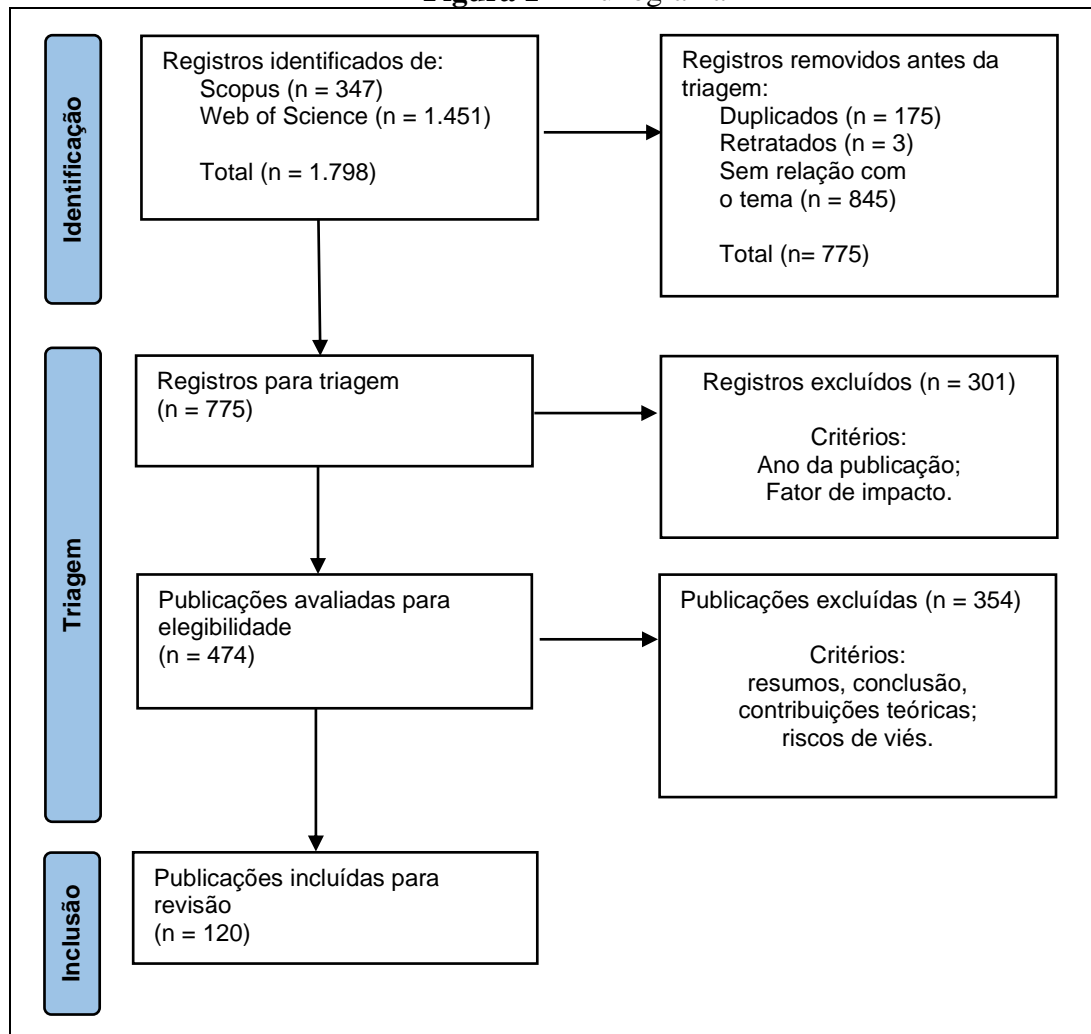 Identificação
Registros identificados de:
Scopus (n = 347)
Web of Science (n = 1.451)
Total (n = 1.798)
Registros removidos antes da
triagem:
Duplicados (n = 175)
Retratados (n = 3)
Sem relação com
o tema (n = 845)
Total (n= 775)
Triagem
Registros para triagem
(n = 775)
Registros excluídos (n = 301)
Critérios:
Ano da publicação;
Fator de impacto.
Publicações avaliadas para
elegibilidade
(n = 474)
Publicações excluídas (n = 354)
Critérios:
resumos, conclusão,
contribuições teóricas;
riscos de viés.
Inclusão
Publicações incluídas para
revisão
(n = 120)